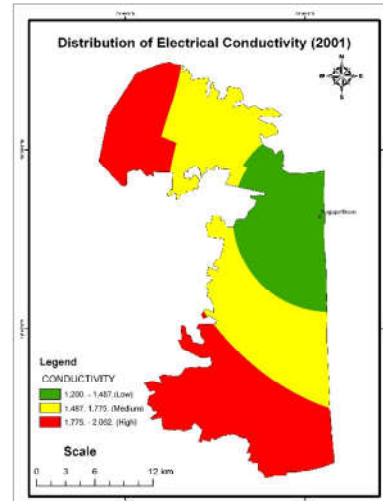 Distribution of Electrical Conductivity (2001)
N
W E
S
Legend
CONDUCTIVITY
1,200. - 1,487. (Low)
1,487. 1,775. (Medium)
1,775. - 2,062. (High)
Scale
0 3 6 12 km